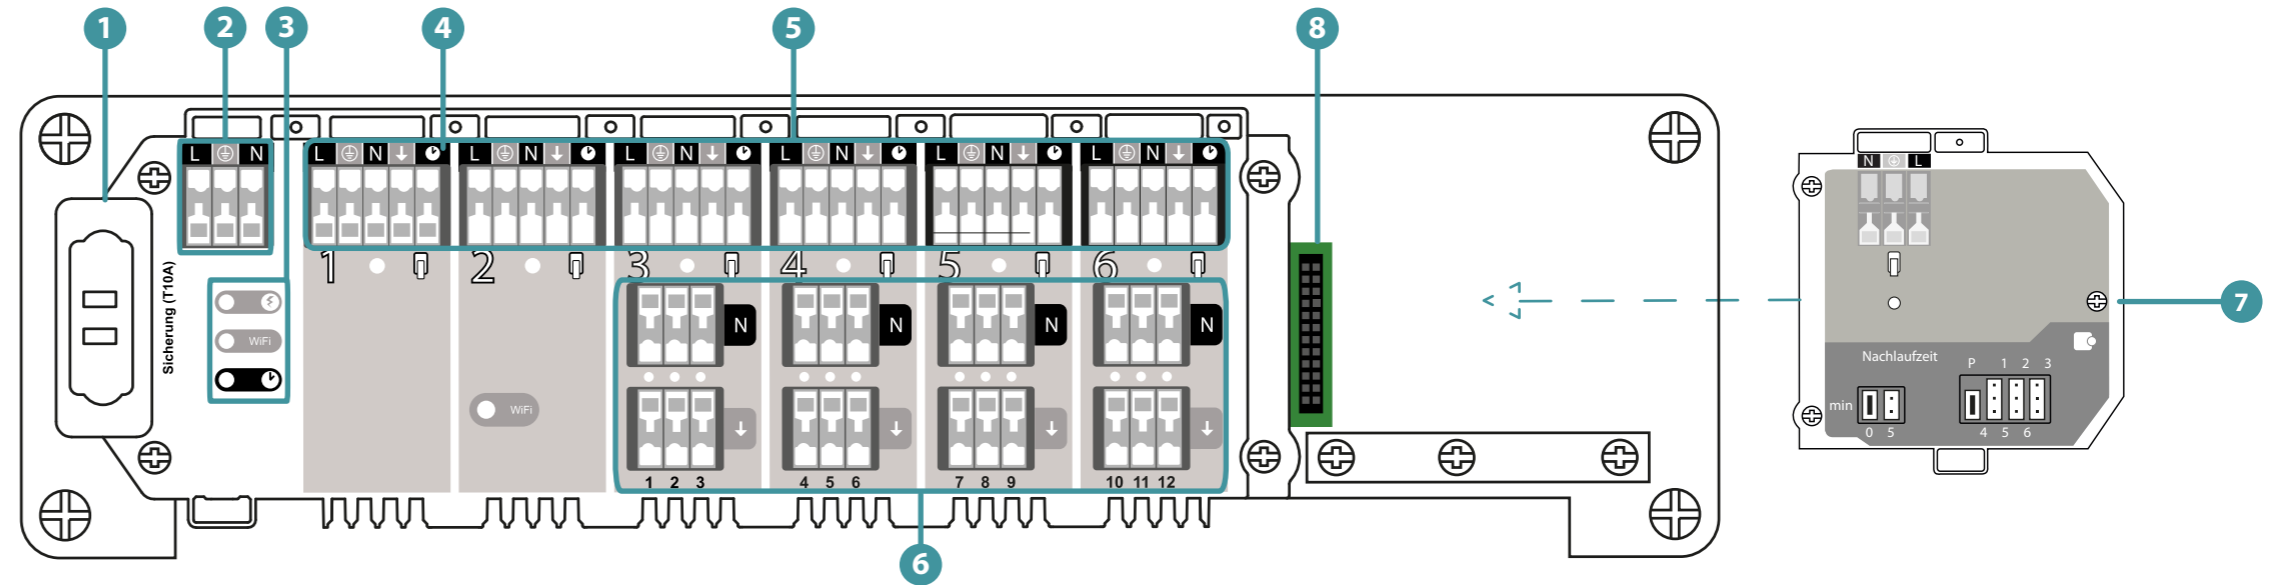 1 2 3 4 5 8
L N L N L N L N L N L N L N
N L
Sicherung (T10A)
1 2 3 4 5 6
WiFi
7
N N N N
Nachlaufzeit
P 1 2 3
WiFi
min
0 5 4 5 6
1 2 3 4 5 6 7 8 9 10 11 12
6